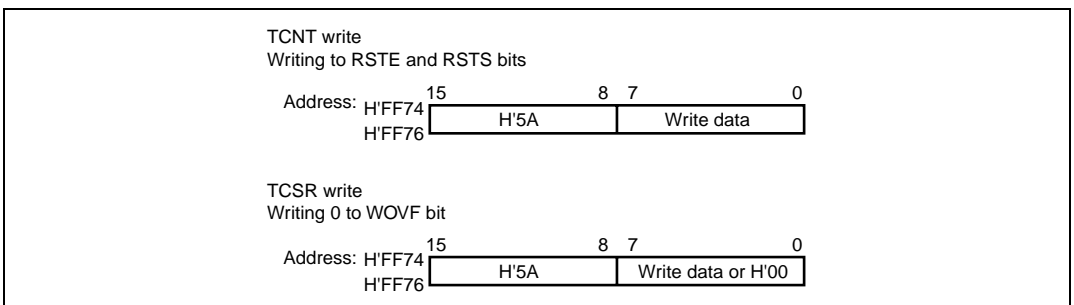 TCNT write
Writing to RSTE and RSTS bits
15 8 7 0
Address: H'FF74
H'5A Write data
H'FF76
TCSR write
Writing 0 to WOVF bit
15 8 7 0
Address: H'FF74
H'5A Write data or H'00
H'FF76